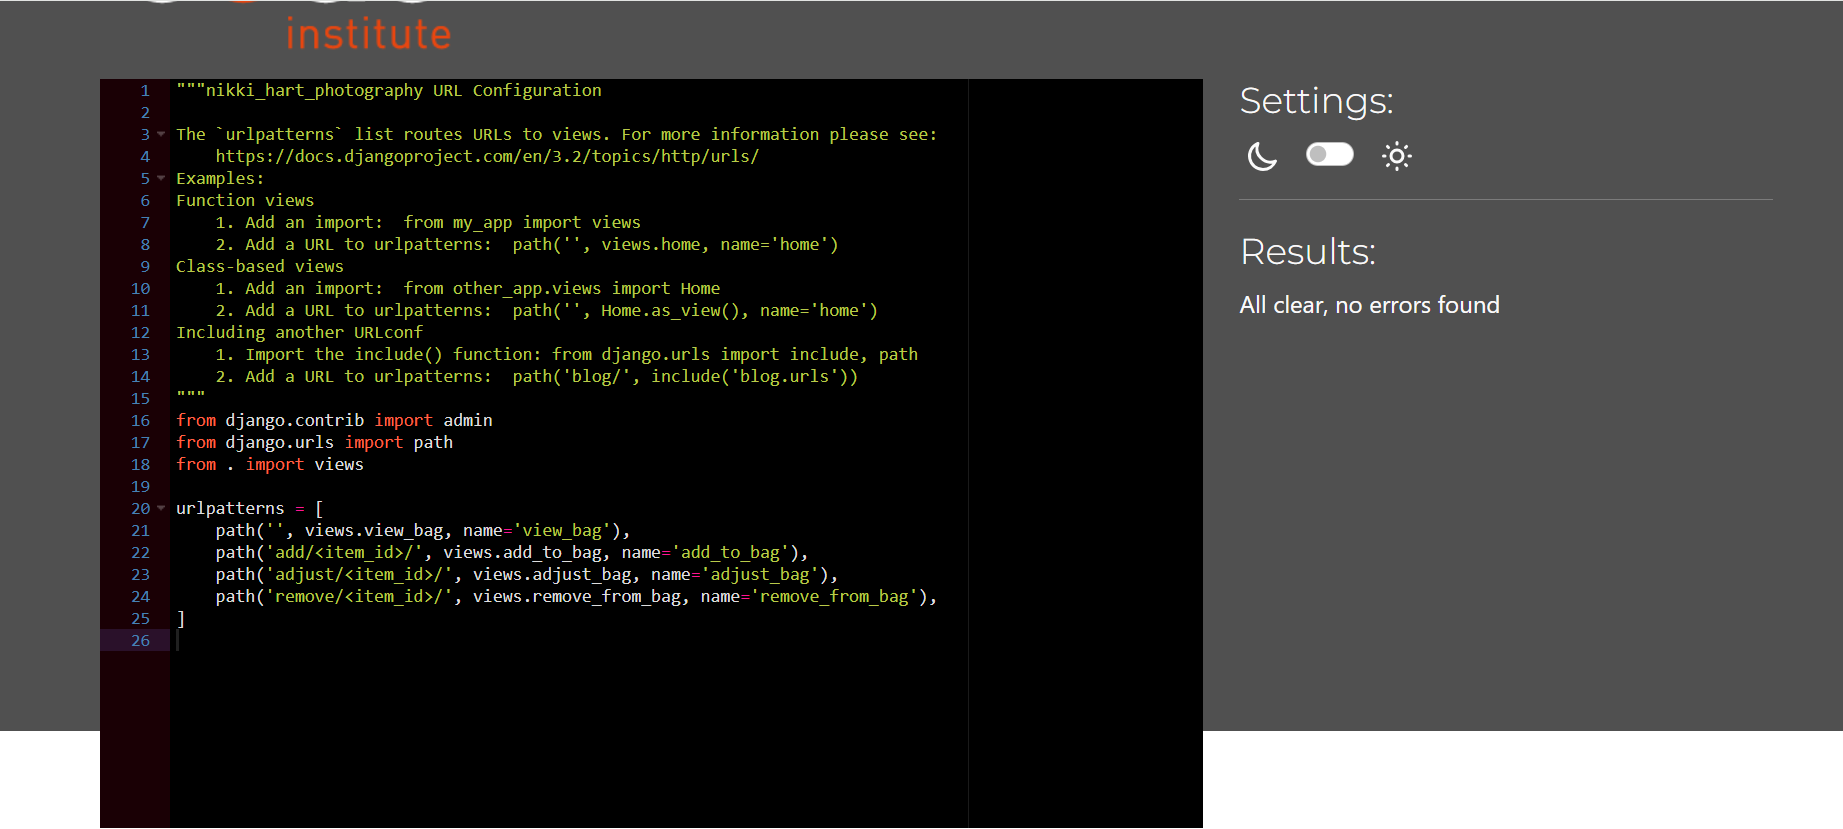 institute
1 """nikki_hart_photography URL Configuration
2
3 The `urlpatterns` list routes URLs to views. For more information please see:
4     https://docs.djangoproject.com/en/3.2/topics/http/urls/
5 Examples:
6 Function views
7     1. Add an import:  from my_app import views
8     2. Add a URL to urlpatterns:  path('', views.home, name='home')
9 Class-based views
10     1. Add an import:  from other_app.views import Home
11     2. Add a URL to urlpatterns:  path('', Home.as_view(), name='home')
12 Including another URLconf
13     1. Import the include() function: from django.urls import include, path
14     2. Add a URL to urlpatterns:  path('blog/', include('blog.urls'))
15 """
16 from django.contrib import admin
17 from django.urls import path
18 from . import views
19
20 urlpatterns = [
21     path('', views.view_bag, name='view_bag'),
22     path('add/<item_id>/', views.add_to_bag, name='add_to_bag'),
23     path('adjust/<item_id>/', views.adjust_bag, name='adjust_bag'),
24     path('remove/<item_id>/', views.remove_from_bag, name='remove_from_bag'),
25 ]
26
Settings:
Results:
All clear, no errors found